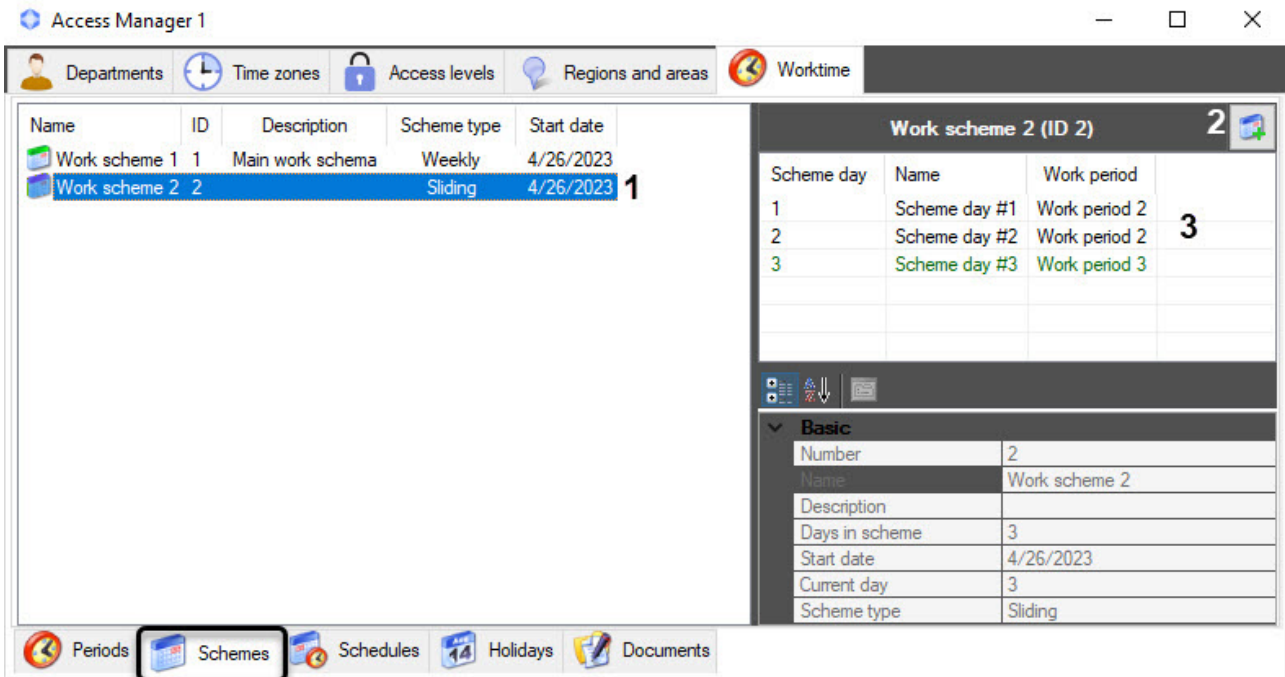 Access Manager 1
Departments Time zones Access levels Regions and areas Worktime
Name ID Description Scheme type Start date
Work scheme 1 1 Main work schema Weekly 4/26/2023
Work scheme 2 2 Sliding 4/26/2023 1
Work scheme 2 (ID 2) 2
Scheme day Name Work period
1 Scheme day #1 Work period 2
2 Scheme day #2 Work period 2
3
3 Scheme day #3 Work period 3
Basic
Number 2
Name Work scheme 2
Description
Days in scheme 3
Start date 4/26/2023
Current day 3
Scheme type Sliding
Periods Schemes Schedules Holidays Documents